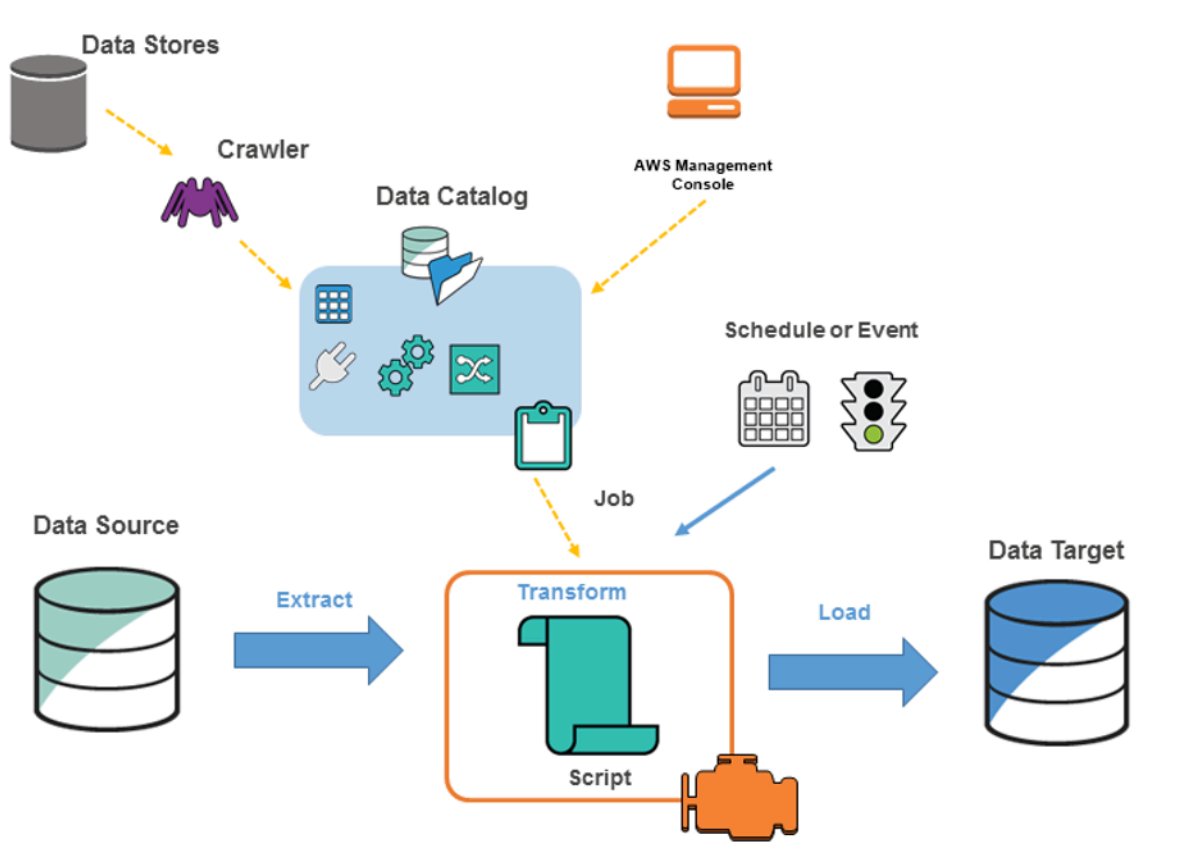 Data Stores
Crawler
AWS Management
Console
Data Catalog
Schedule or Event
Job
Data Source
Data Target
Extract
Transform
Load
Script